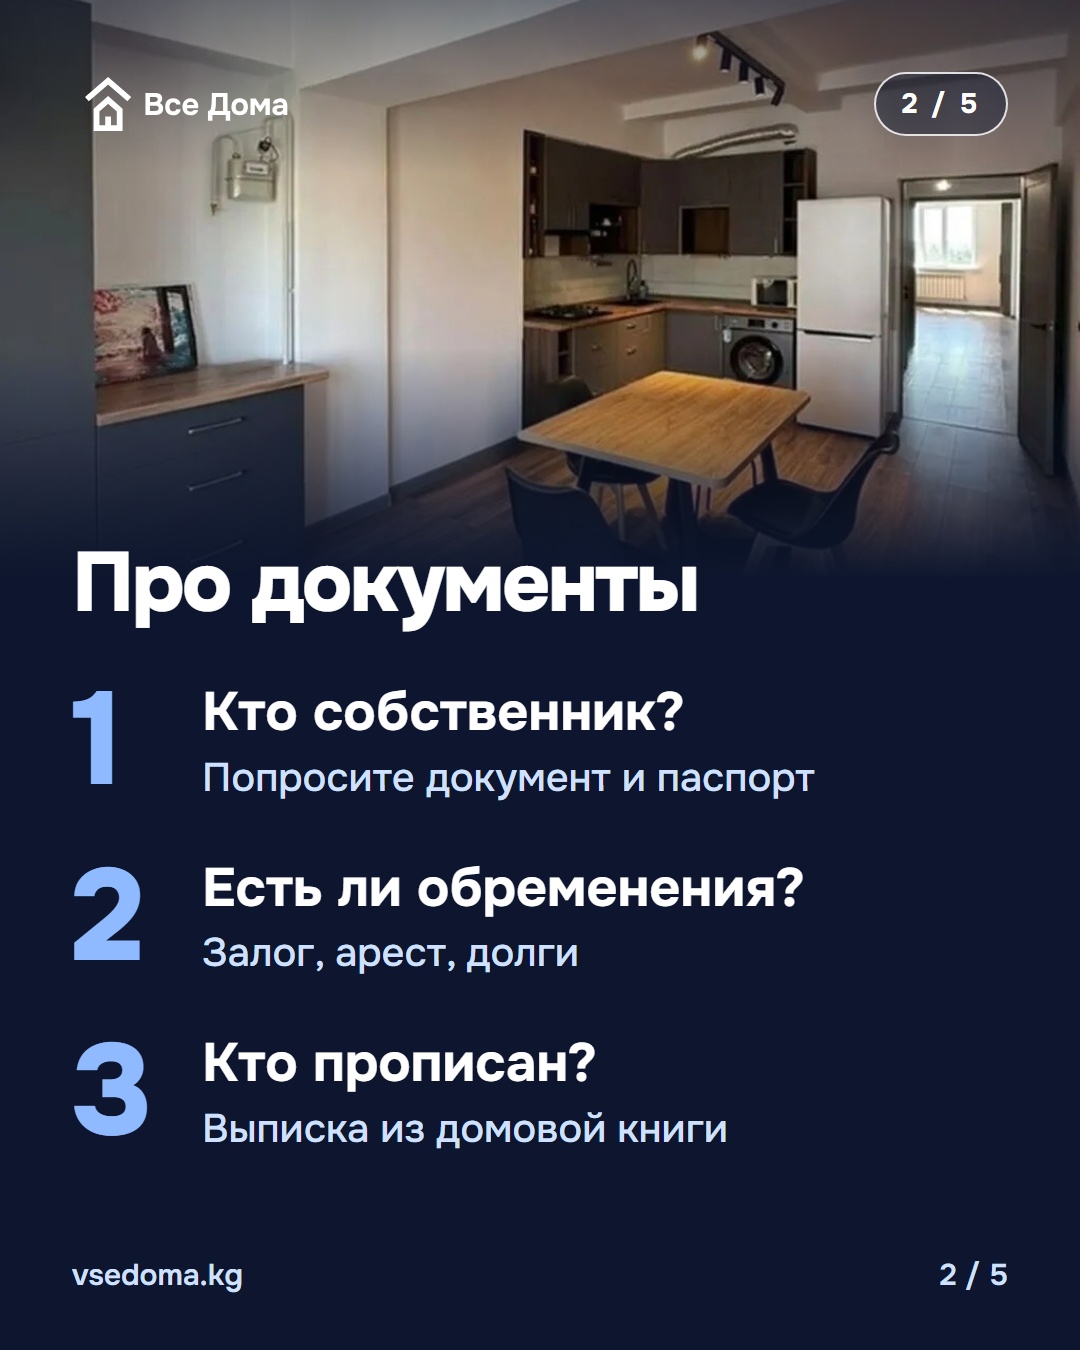 Все Дома
2 / 5
Про документы
1
Кто собственник?
Попросите документ и паспорт
2
Есть ли обременения?
Залог, арест, долги
3
Кто прописан?
Выписка из домовой книги
vsedoma.kg
2 / 5